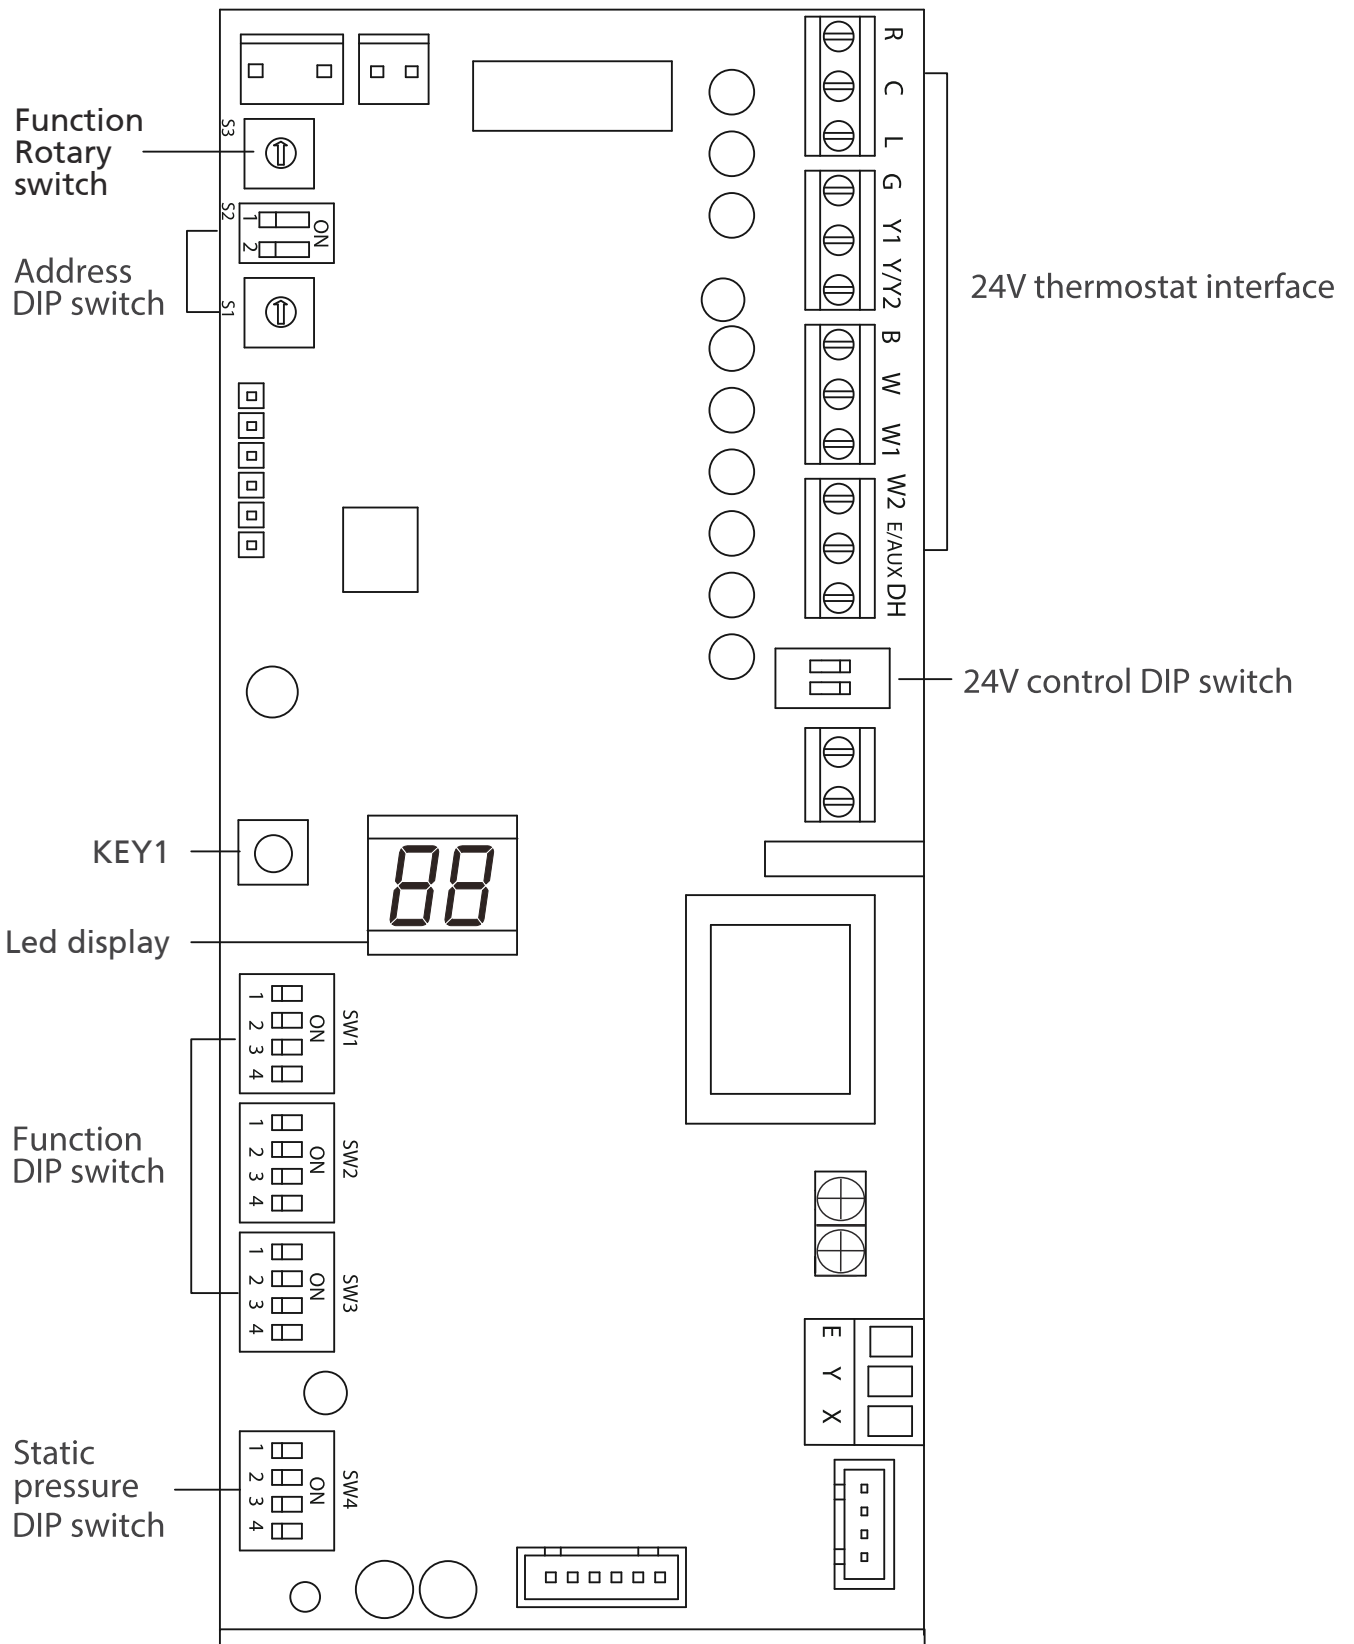 R
C
L
G
Y1
Y/Y2
B
W
W1
W2
E/AUX
DH
24V thermostat interface
24V control DIP switch
Function
Rotary
switch
S3
S2
1
2
ON
Address
DIP switch
S1
KEY1
88
Led display
1
2
3
4
ON
SW1
Function
DIP switch
1
2
3
4
ON
SW2
1
2
3
4
ON
SW3
E
Y
X
Static
pressure
DIP switch
1
2
3
4
ON
SW4